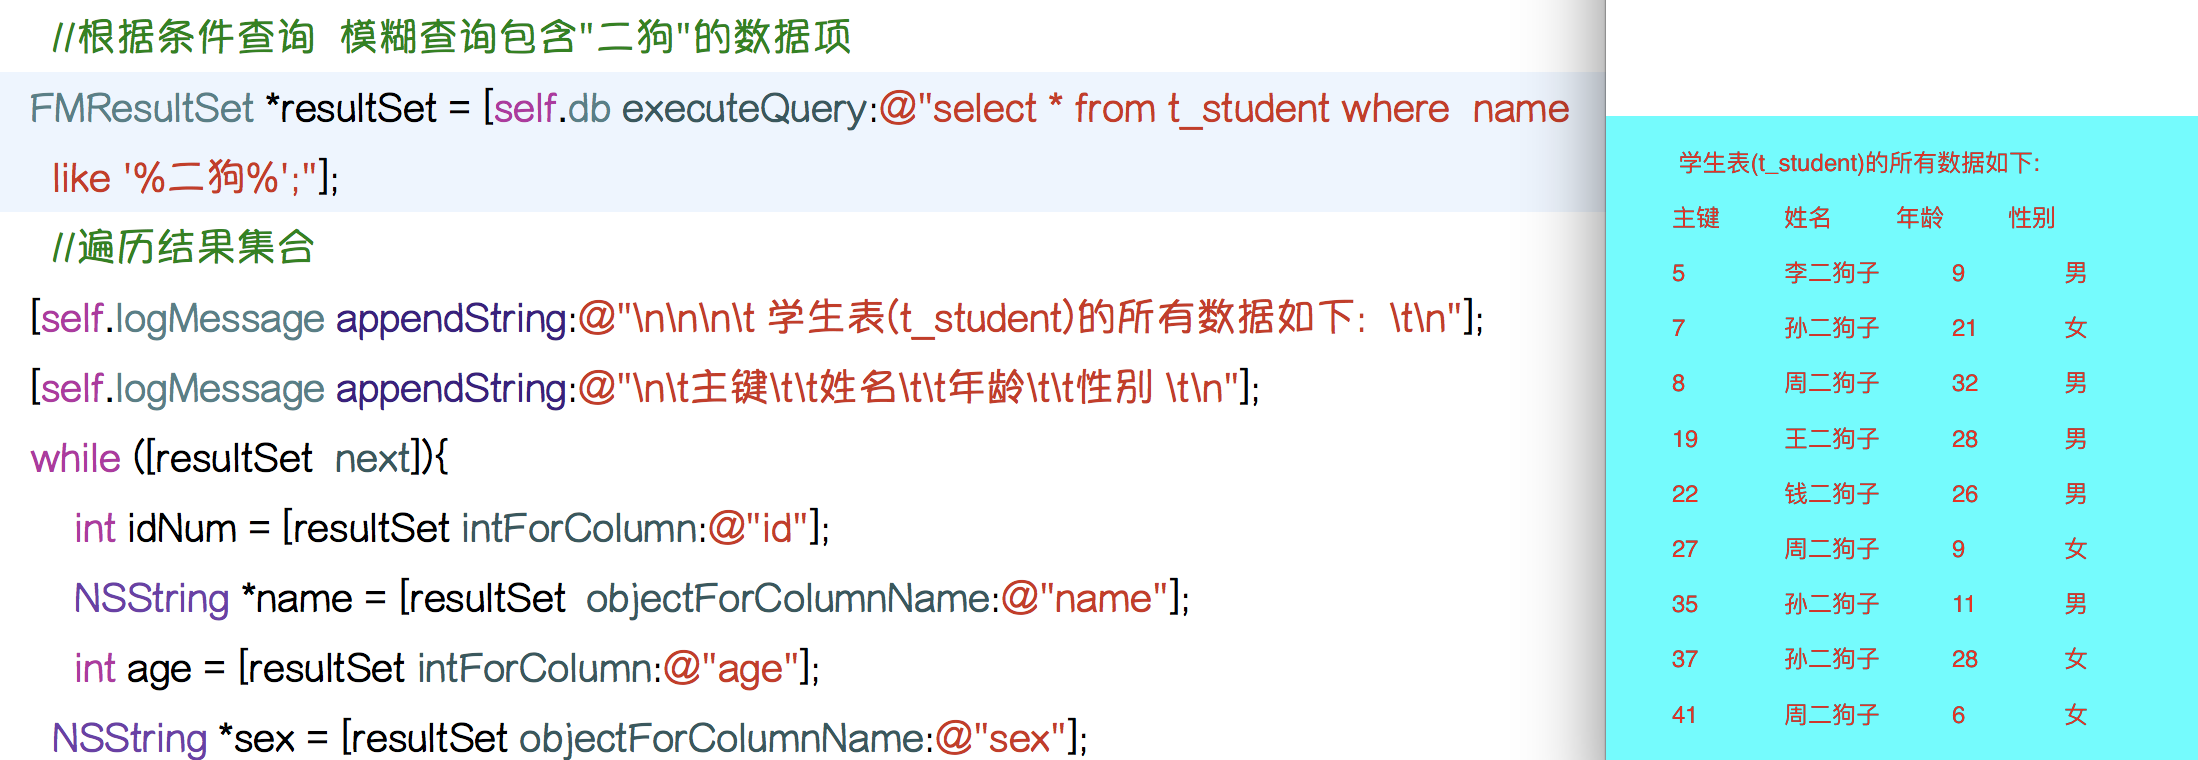 //根据条件查询 模糊查询包含"二狗"的数据项
FMResultSet *resultSet = [self.db executeQuery:@"select * from t_student where  name
like '%二狗%';"];
//遍历结果集合
[self.logMessage appendString:@"\n\n\n\t 学生表(t_student)的所有数据如下: \t\n"];
[self.logMessage appendString:@"\n\t主键\t\t姓名\t\t年龄\t\t性别 \t\n"];
while ([resultSet  next]){
int idNum = [resultSet intForColumn:@"id"];
NSString *name = [resultSet  objectForColumnName:@"name"];
int age = [resultSet intForColumn:@"age"];
NSString *sex = [resultSet objectForColumnName:@"sex"];
学生表(t_student)的所有数据如下:
主键 姓名 年龄 性别
5 李二狗子 9 男
7 孙二狗子 21 女
8 周二狗子 32 男
19 王二狗子 28 男
22 钱二狗子 26 男
27 周二狗子 9 女
35 孙二狗子 11 男
37 孙二狗子 28 女
41 周二狗子 6 女